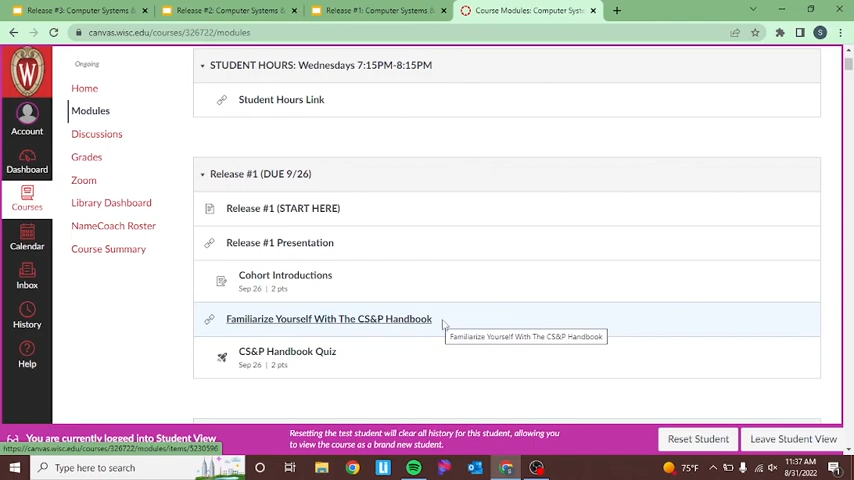 Release #3: Computer Systems &
Release #2: Computer Systems &
Release #1: Computer Systems &
Course Modules: Computer Syst
canvas.wisc.edu/courses/326722/modules
S
W
Ongoing
Account
Dashboard
Courses
Calendar
Inbox
History
Help
Home
Modules
Discussions
Grades
Zoom
Library Dashboard
NameCoach Roster
Course Summary
STUDENT HOURS: Wednesdays 7:15PM-8:15PM
Student Hours Link
Release #1 (DUE 9/26)
Release #1 (START HERE)
Release #1 Presentation
Cohort Introductions
Sep 26 | 2 pts
Familiarize Yourself With The CS&P Handbook
Familiarize Yourself With The CS&P Handbook
CS&P Handbook Quiz
Sep 26 | 2 pts
You are currently logged into Student View
Resetting the test student will clear all history for this student, allowing you
to view the course as a brand new student.
Reset Student
Leave Student View
https://canvas.wisc.edu/courses/326722/modules/items/5230596
Type here to search
75°F
11:37 AM
8/31/2022